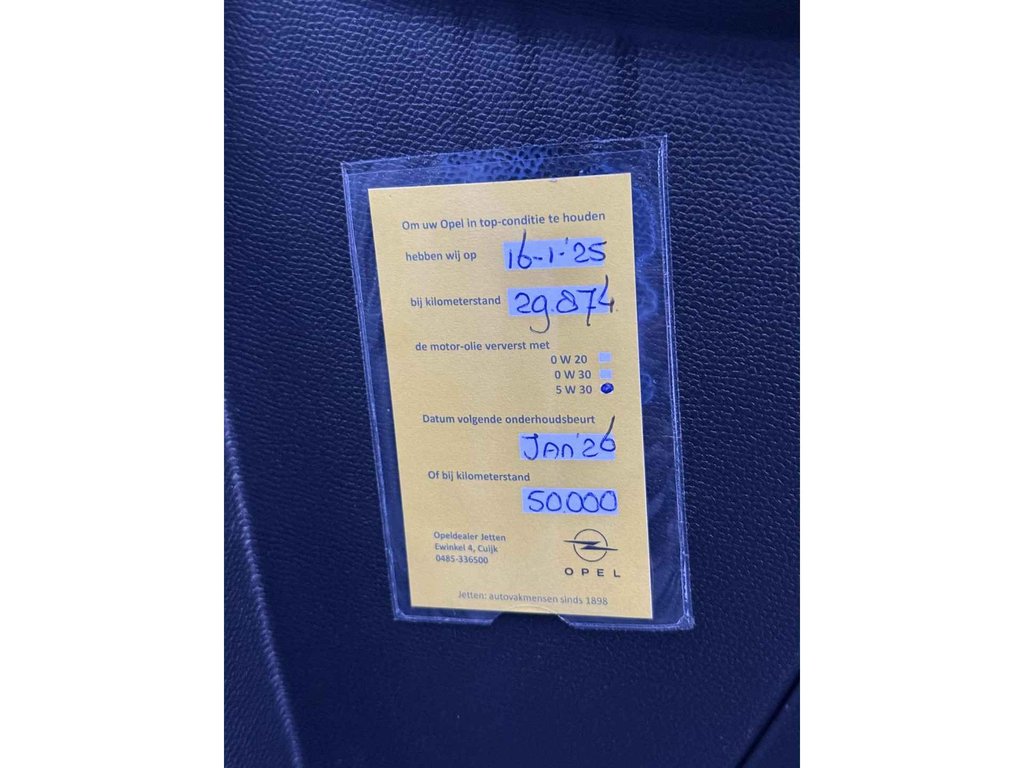 Om uw Opel in top-conditie te houden
hebben wij op 16-1-'25
bij kilometerstand 29.874
de motor-olie ververst met
0 W 20
0 W 30
5 W 30
Datum volgende onderhoudsbeurt
JAN'26
Of bij kilometerstand
50.000
Opeldealer Jetten
Ewinkel 4, Cuijk
0485-336500
OPEL
Jetten: autovakmensen sinds 1898